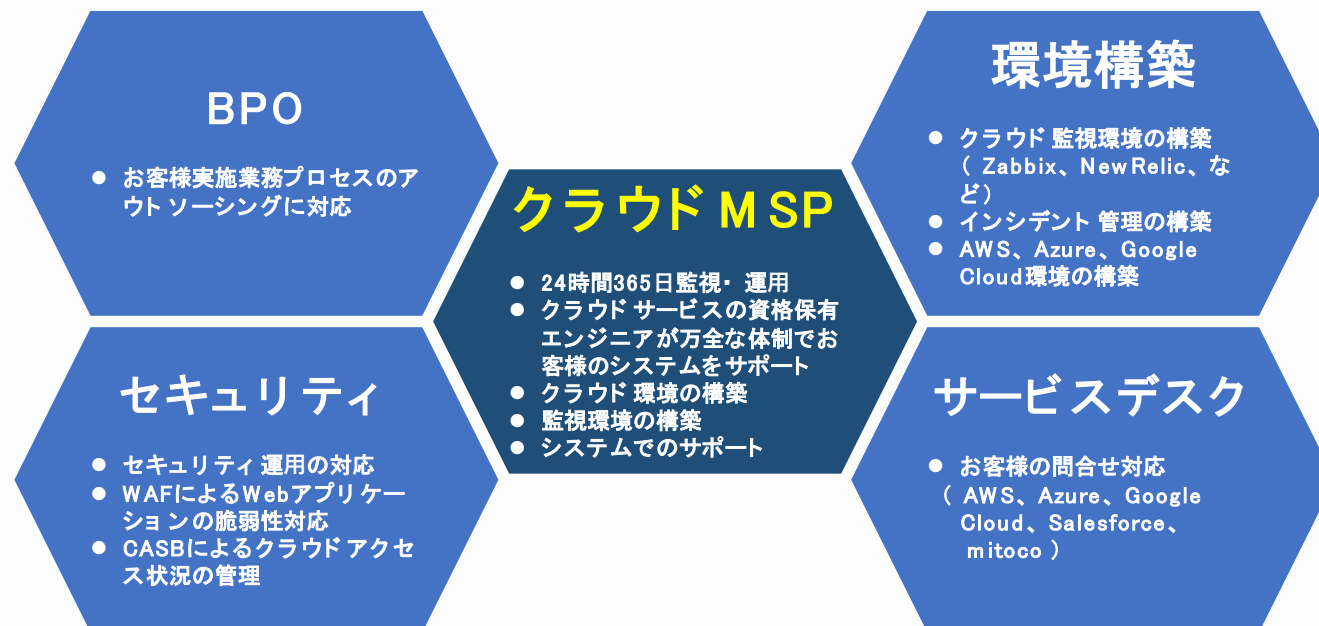 BPO
● お客様実施業務プロセスのア
ウトソーシングに対応
セキュリティ
● セキュリティ運用の対応
● WAFによるWebアプリケー
ションの脆弱性対応
● CASBによるクラウドアクセ
ス状況の管理
クラウドMSP
● 24時間365日監視・運用
● クラウドサービスの資格保有
エンジニアが万全な体制でお
客様のシステムをサポート
● クラウド環境の構築
● 監視環境の構築
● システムでのサポート
環境構築
● クラウド監視環境の構築
(Zabbix、NewRelic、な
ど)
● インシデント管理の構築
● AWS、Azure、Google
Cloud環境の構築
サービスデスク
● お客様の問合せ対応
(AWS、Azure、Google
Cloud、Salesforce、
mitoco)